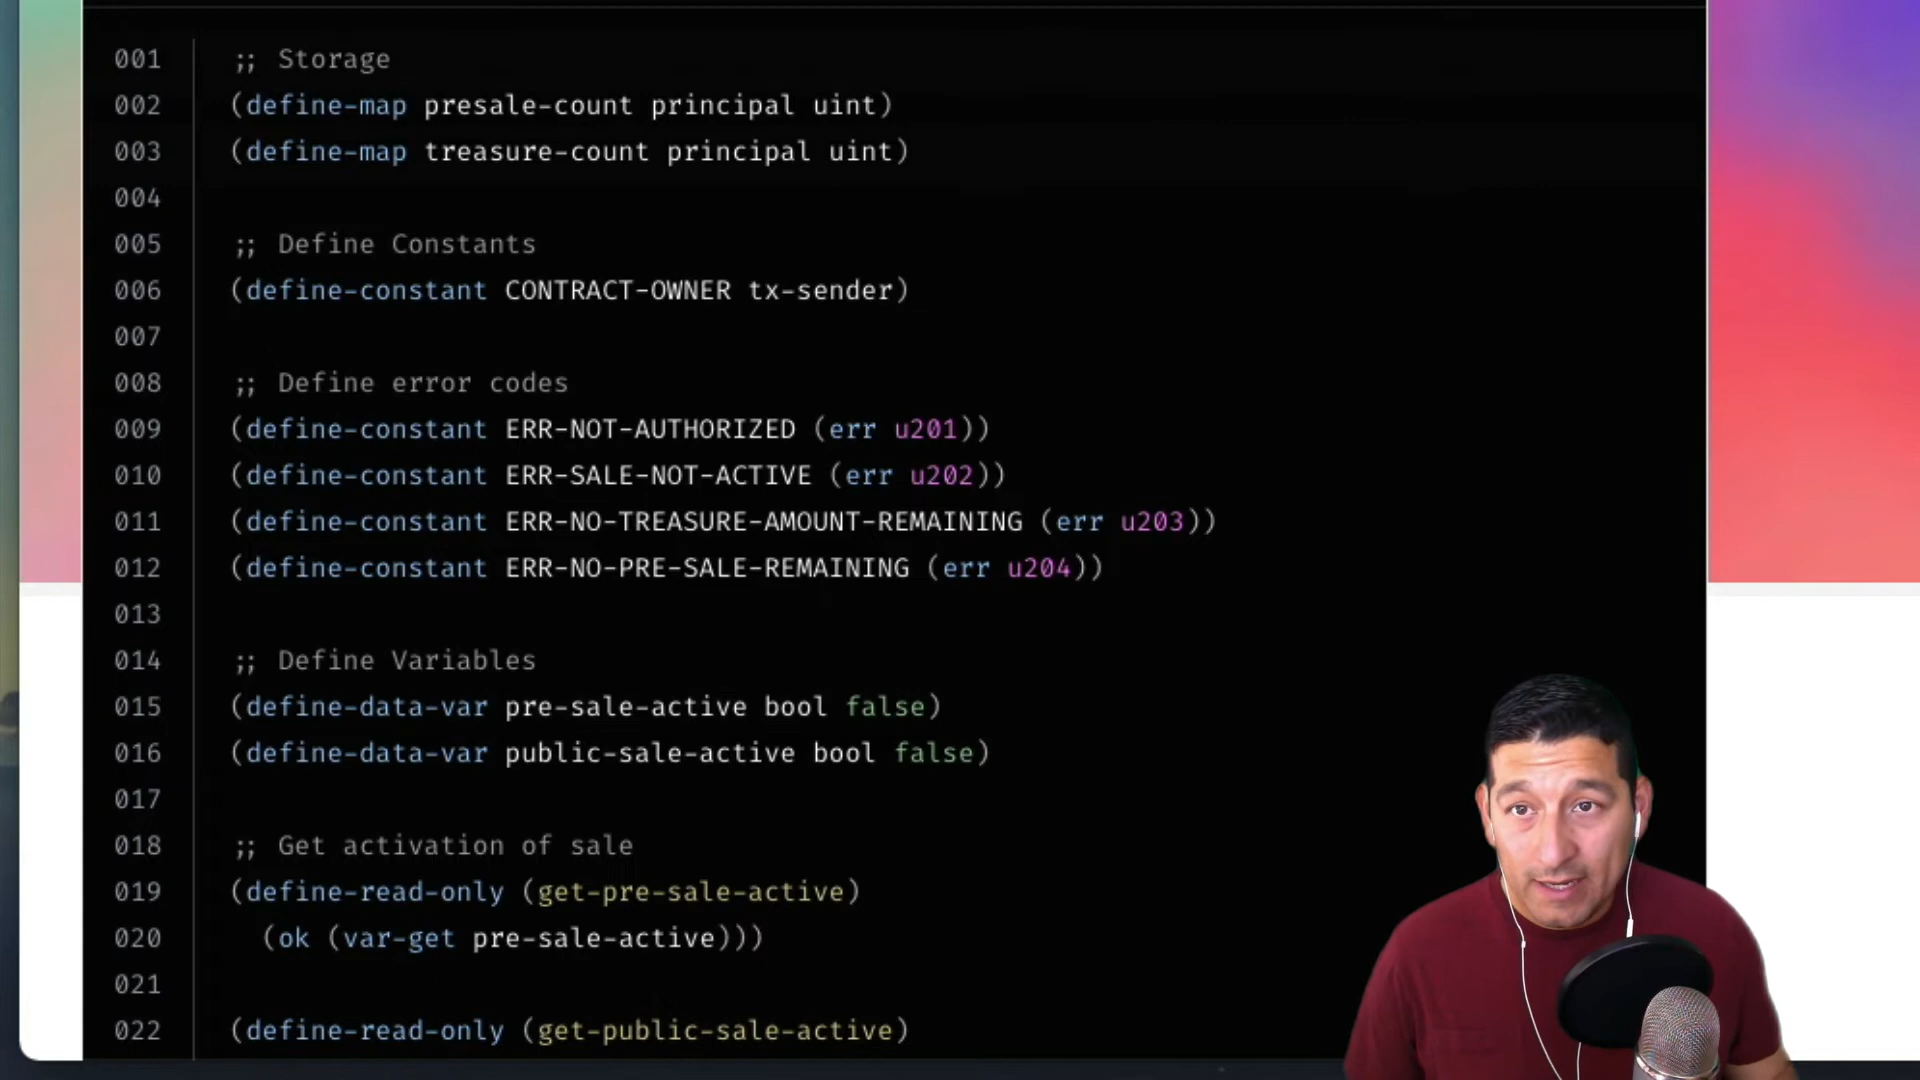 001 ;; Storage
002 (define-map presale-count principal uint)
003 (define-map treasure-count principal uint)
004
005 ;; Define Constants
006 (define-constant CONTRACT-OWNER tx-sender)
007
008 ;; Define error codes
009 (define-constant ERR-NOT-AUTHORIZED (err u201))
010 (define-constant ERR-SALE-NOT-ACTIVE (err u202))
011 (define-constant ERR-NO-TREASURE-AMOUNT-REMAINING (err u203))
012 (define-constant ERR-NO-PRE-SALE-REMAINING (err u204))
013
014 ;; Define Variables
015 (define-data-var pre-sale-active bool false)
016 (define-data-var public-sale-active bool false)
017
018 ;; Get activation of sale
019 (define-read-only (get-pre-sale-active)
020 (ok (var-get pre-sale-active)))
021
022 (define-read-only (get-public-sale-active)